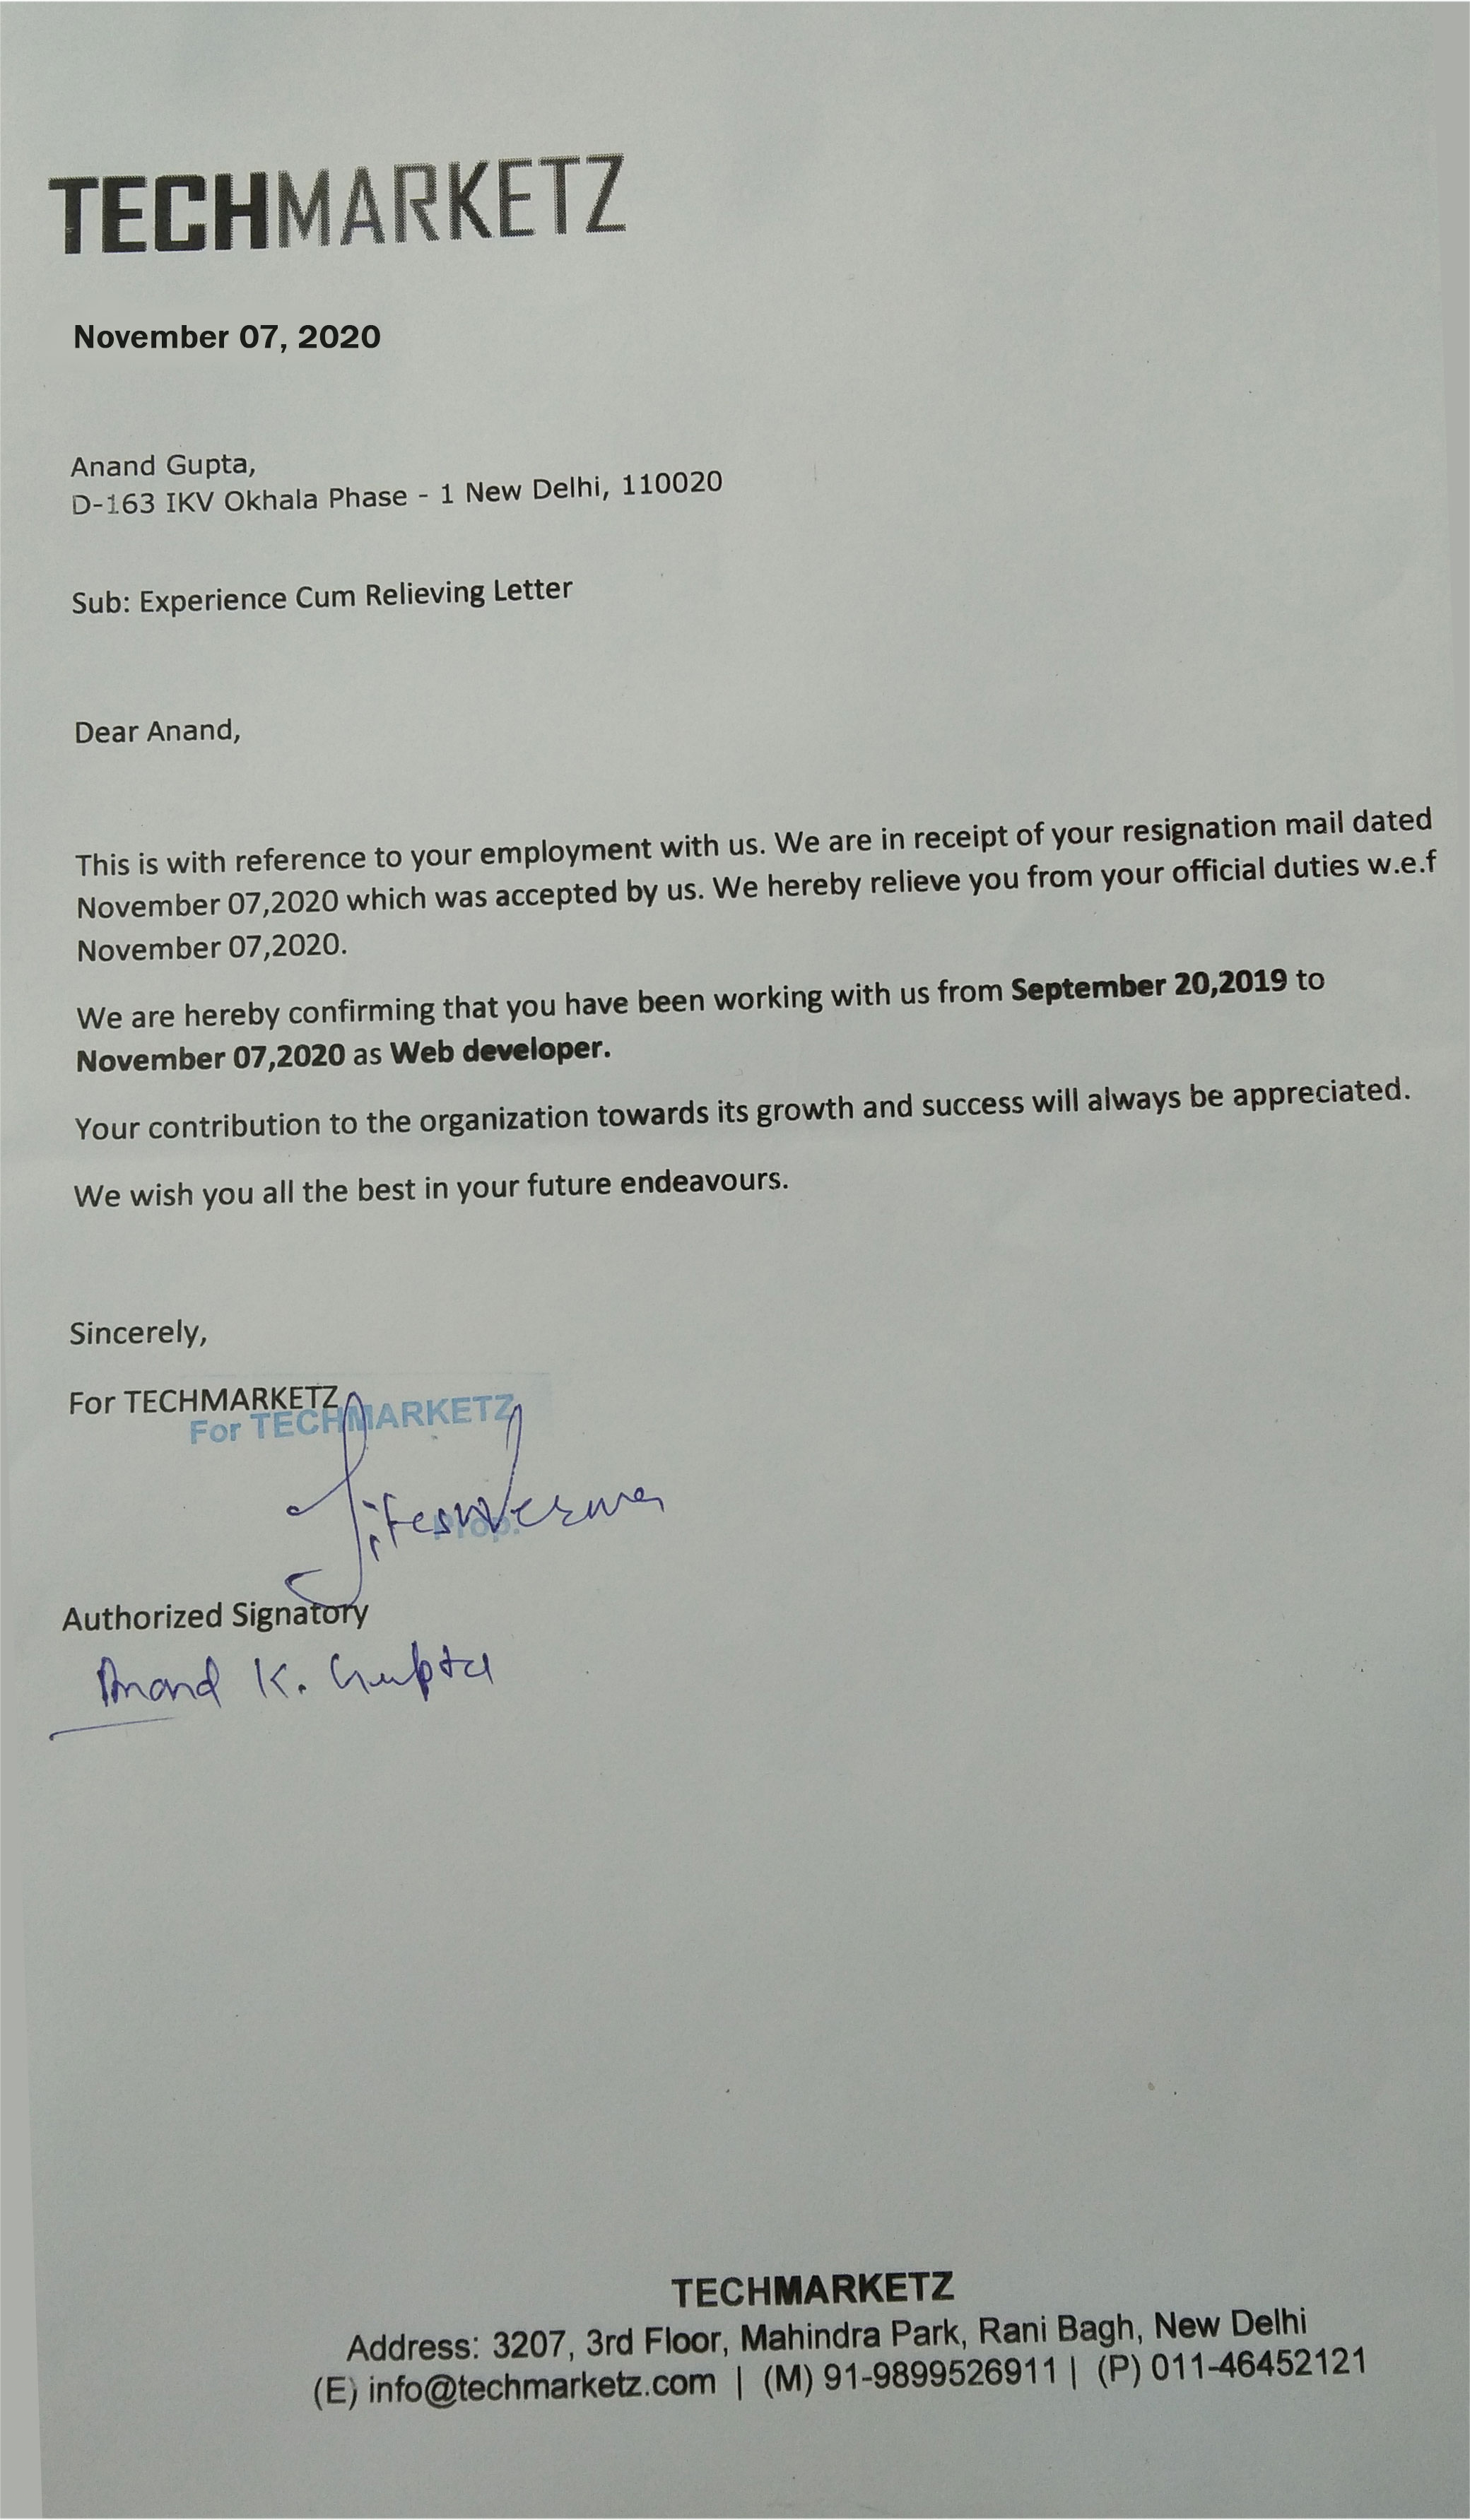 TECHMARKETZ
November 07, 2020
Anand Gupta,
D-163 IKV Okhala Phase - 1 New Delhi, 110020
Sub: Experience Cum Relieving Letter
Dear Anand,
This is with reference to your employment with us. We are in receipt of your resignation mail dated
November 07,2020 which was accepted by us. We hereby relieve you from your official duties w.e.f
November 07,2020.
We are hereby confirming that you have been working with us from September 20,2019 to
November 07,2020 as Web developer.
Your contribution to the organization towards its growth and success will always be appreciated.
We wish you all the best in your future endeavours.
Sincerely,
For TECHMARKETZ
For TECHMARKETZ
Prop.
Authorized Signatory
Anand K. Gupta
TECHMARKETZ
Address: 3207, 3rd Floor, Mahindra Park, Rani Bagh, New Delhi
(E) info@techmarketz.com | (M) 91-9899526911 | (P) 011-46452121